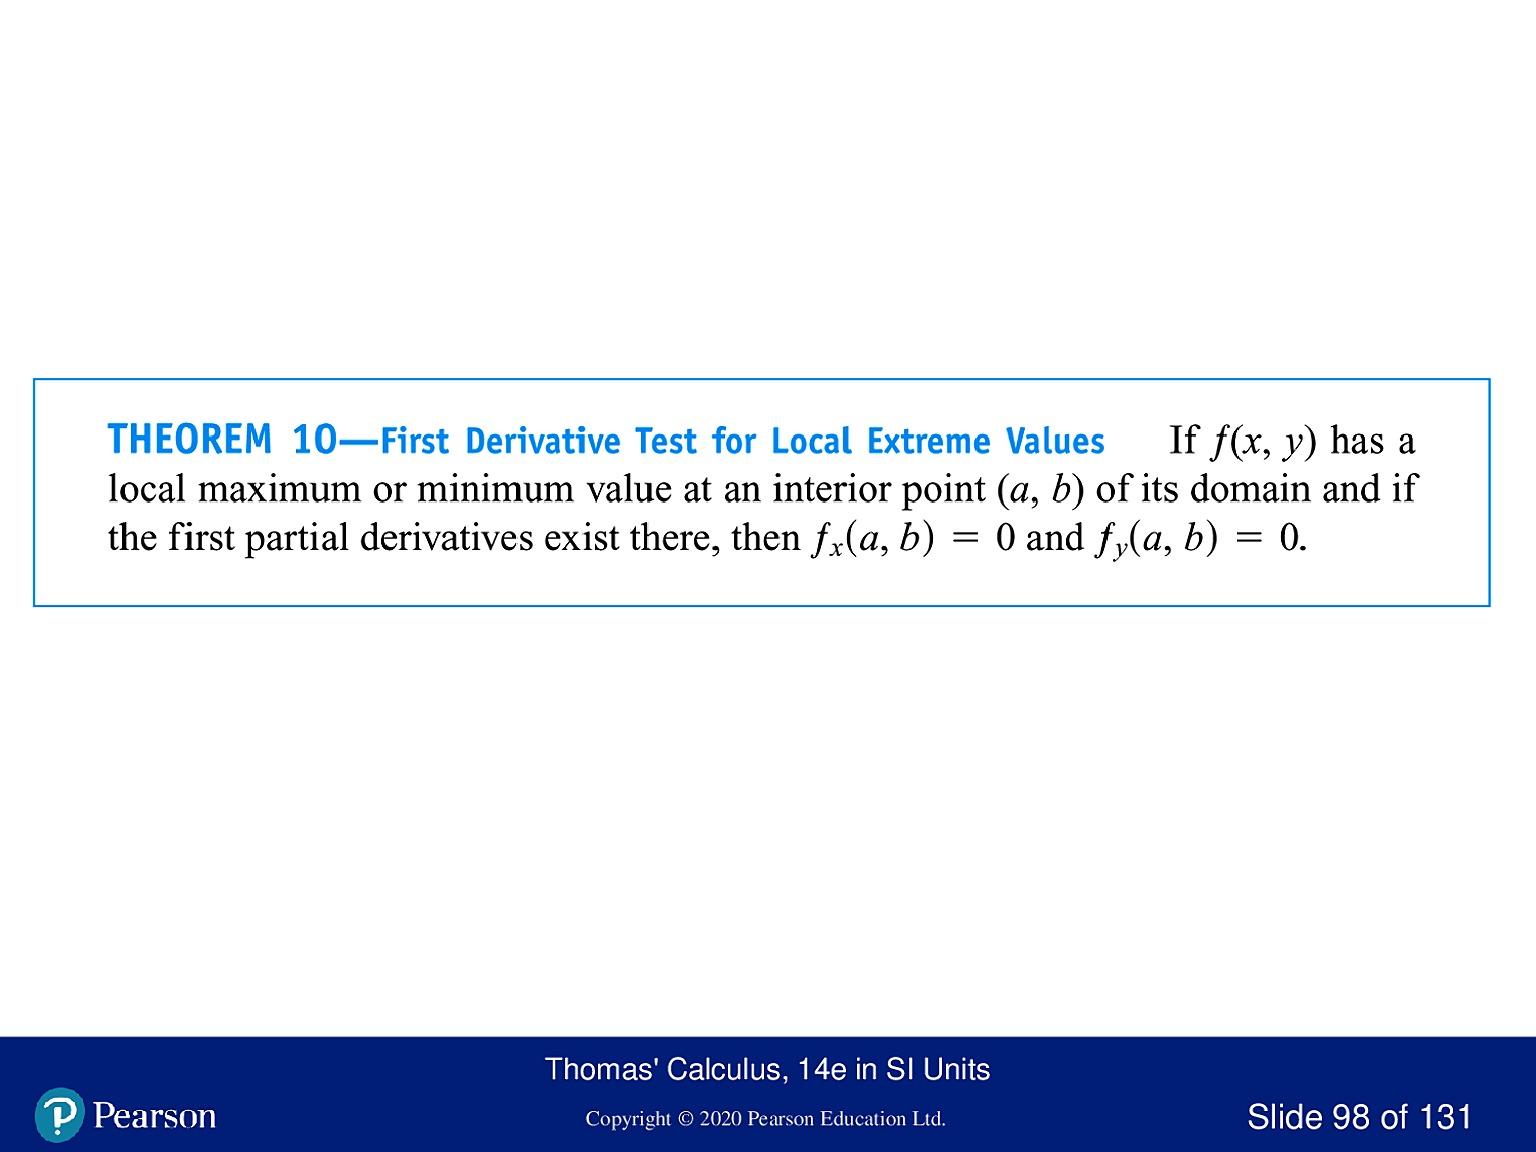 THEOREM 10—First Derivative Test for Local Extreme Values If f(x, y) has a
local maximum or minimum value at an interior point (a, b) of its domain and if
the first partial derivatives exist there, then fₓ(a, b) = 0 and f_y(a, b) = 0.
Thomas' Calculus, 14e in SI Units
Pearson
Copyright © 2020 Pearson Education Ltd.
Slide 98 of 131